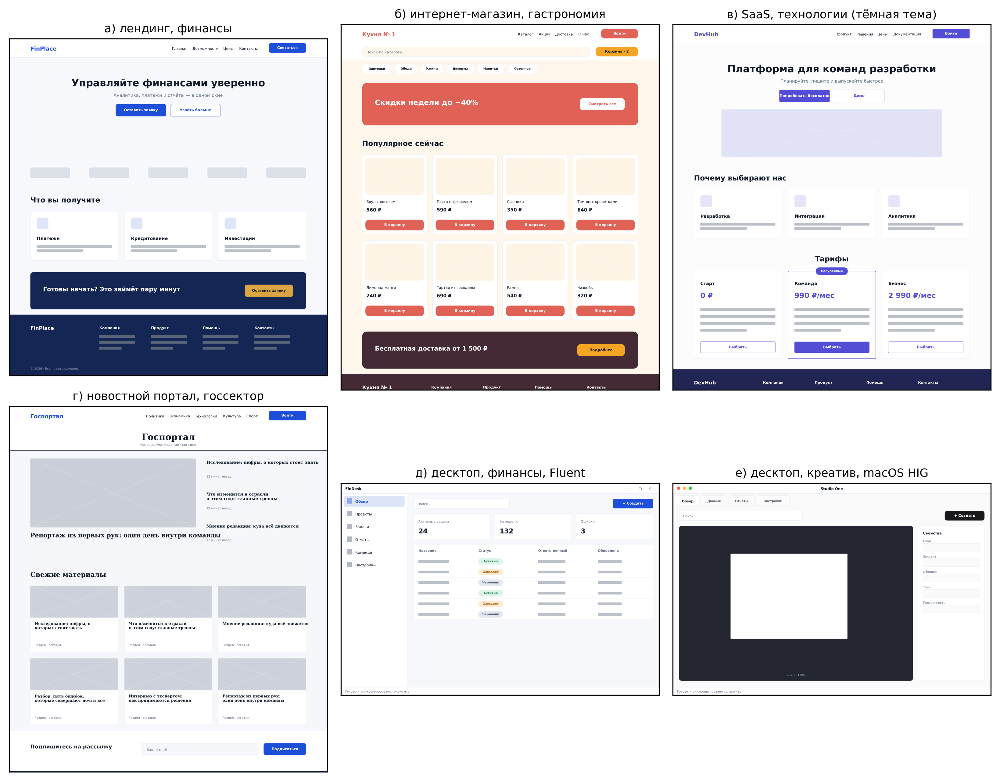 а) лендинг, финансы
FinPlace
Главная Возможности Цены Контакты Связаться
Управляйте финансами уверенно
Аналитика, платежи и отчёты — в одном окне
Оставить заявку Узнать больше
Что вы получите
Платежи Кредитование Инвестиции
Готовы начать? Это займёт пару минут Оставить заявку
FinPlace Компания Продукт Помощь Контакты
© 2026 · Все права защищены
б) интернет-магазин, гастрономия
Кухня № 1 Каталог Акции Доставка О нас Войти
Поиск по каталогу... Корзина · 2
Завтраки Обеды Ужины Десерты Напитки Сезонное
Скидки недели до −40% Смотреть все
Популярное сейчас
Боул с лососем Паста с трюфелем Сырники Том-ям с креветками
560 ₽ 590 ₽ 350 ₽ 640 ₽
В корзину В корзину В корзину В корзину
Лимонад манго Тартар из говядины Рамен Чизкейк
240 ₽ 690 ₽ 540 ₽ 320 ₽
В корзину В корзину В корзину В корзину
Бесплатная доставка от 1 500 ₽ Подробнее
Кухня № 1 Компания Продукт Помощь Контакты
в) SaaS, технологии (тёмная тема)
DevHub Продукт Решения Цены Документация Войти
Платформа для команд разработки
Планируйте, пишите и выпускайте быстрее
Попробовать бесплатно Демо
Почему выбирают нас
Разработка Интеграции Аналитика
Тарифы
Популярный
Старт Команда Бизнес
0 ₽ 990 ₽/мес 2 990 ₽/мес
Выбрать Выбрать Выбрать
DevHub Компания Продукт Помощь Контакты
г) новостной портал, госсектор
Госпортал Политика Экономика Технологии Культура Спорт Войти
Госпортал
Независимое издание · сегодня
Исследование: цифры, о которых стоит знать
12 минут назад
Что изменится в отрасли
в этом году: главные тренды
12 минут назад
Мнение редакции: куда всё движется
12 минут назад
Репортаж из первых рук: один день внутри команды
Свежие материалы
Исследование: цифры, о
которых стоит знать
Раздел · сегодня
Что изменится в отрасли
в этом году: главные тренды
Раздел · сегодня
Мнение редакции: куда всё движется
Раздел · сегодня
Разбор: пять ошибок,
которые совершают почти все
Раздел · сегодня
Интервью с экспертом:
как принимаются решения
Раздел · сегодня
Репортаж из первых рук:
один день внутри команды
Раздел · сегодня
Подпишитесь на рассылку Ваш e-mail Подписаться
д) десктоп, финансы, Fluent
FinDesk
Обзор
Проекты
Задачи
Отчёты
Команда
Настройки
Поиск... + Создать
Активные задачи За неделю Ошибки
24 132 3
Название Статус Ответственный Обновлено
Активно
Ожидает
Черновик
Активно
Ожидает
Черновик
Готово · синхронизировано только что
е) десктоп, креатив, macOS HIG
Studio One
Обзор Данные Отчёты Настройки
Поиск... + Создать
Свойства
Слой
Заливка
Обводка
Тень
Прозрачность
Холст · 100%
Готово · синхронизировано только что